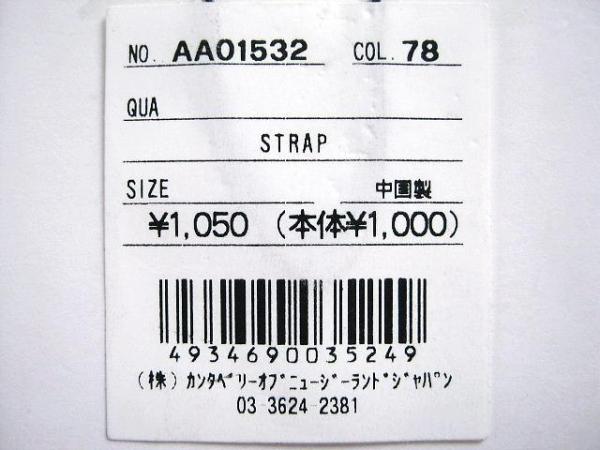 NO. AA01532 COL. 78
QUA
STRAP
SIZE 中国製
¥1,050 (本体¥1,000)
4934690035249
(株) ｶﾝﾀﾍﾞﾘｰｵﾌﾞﾆｭｰｼﾞｰﾗﾝﾄﾞｼﾞｬﾊﾟﾝ
03-3624-2381